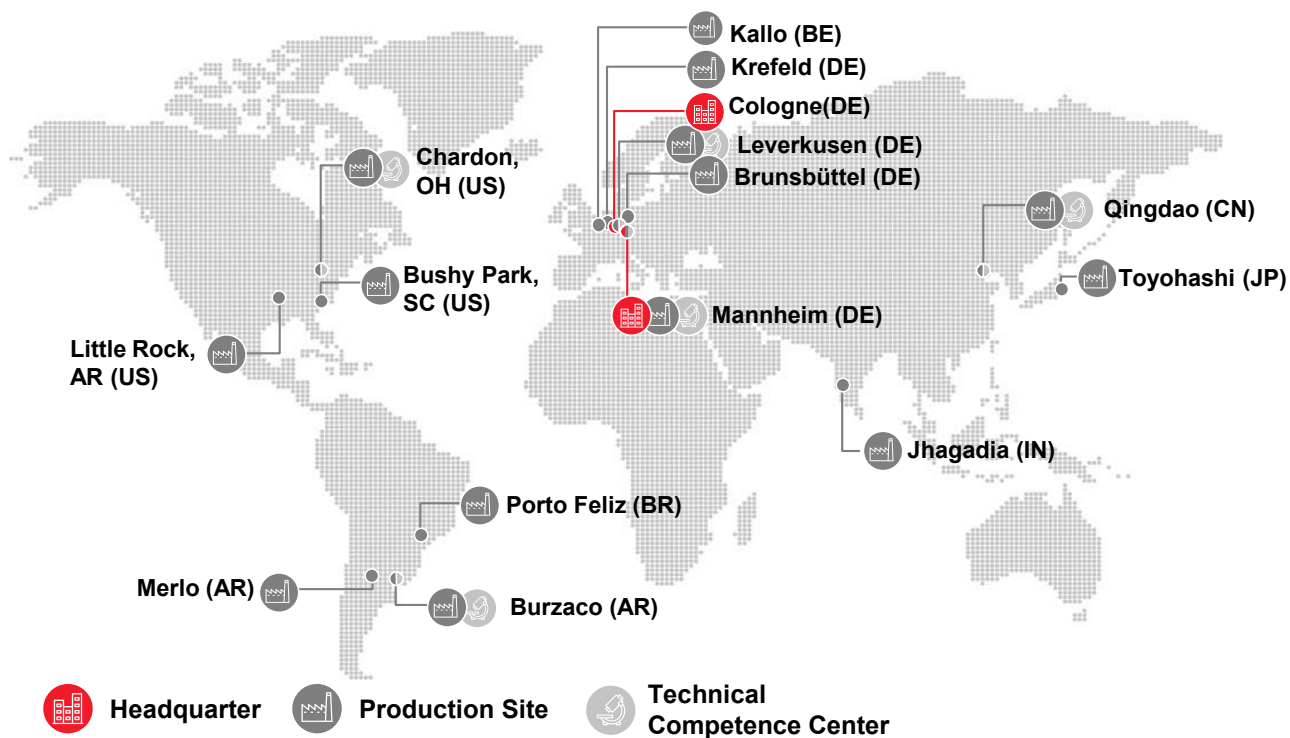 Kallo (BE)
Krefeld (DE)
Cologne(DE)
Leverkusen (DE)
Brunsbüttel (DE)
Chardon,
OH (US)
Qingdao (CN)
Bushy Park,
SC (US)
Toyohashi (JP)
Mannheim (DE)
Little Rock,
AR (US)
Jhagadia (IN)
Porto Feliz (BR)
Merlo (AR)
Burzaco (AR)
Headquarter
Production Site
Technical
Competence Center